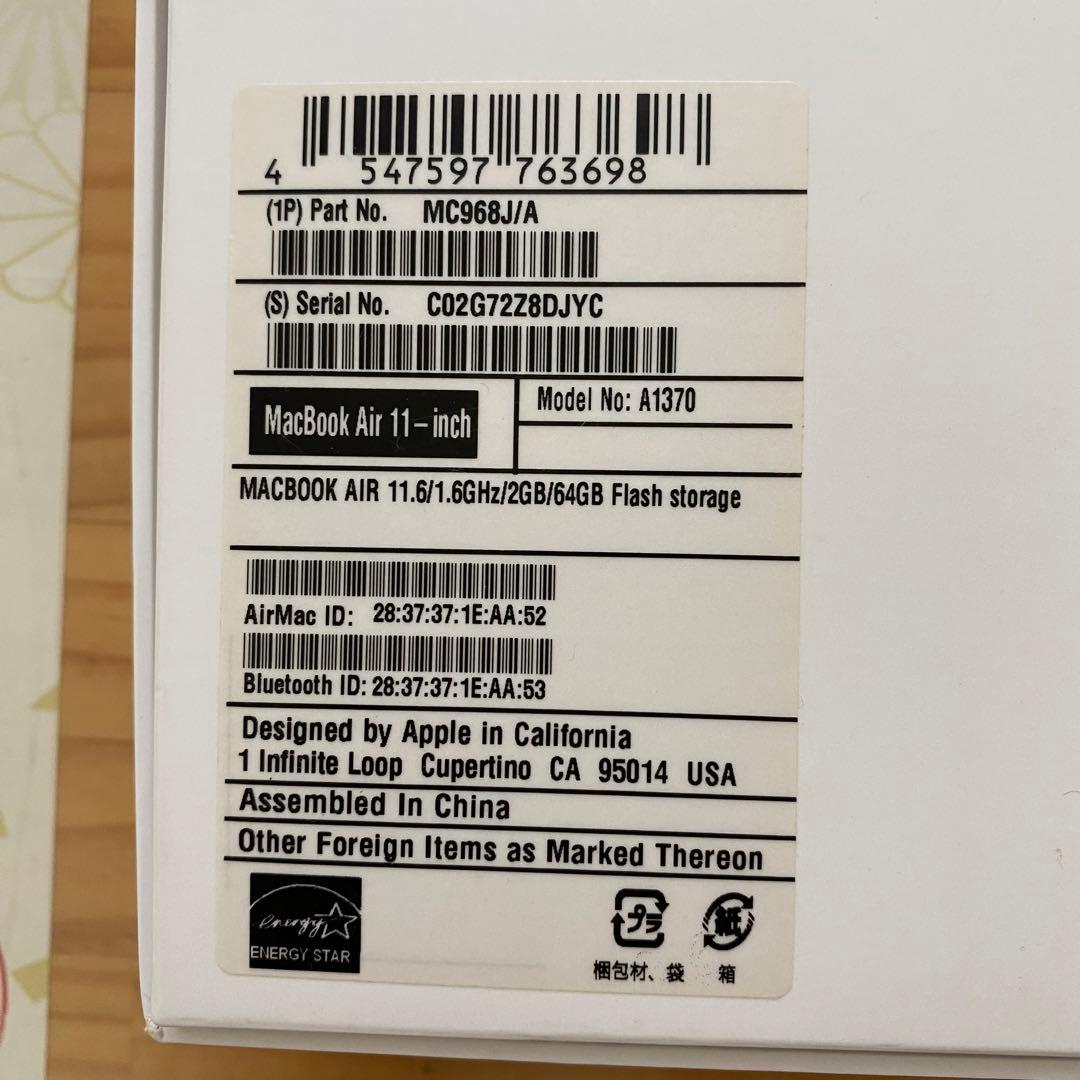 4 547597 763698
(1P) Part No. MC968J/A
(S) Serial No. C02G72Z8DJYC
MacBook Air 11-inch
Model No: A1370
MACBOOK AIR 11.6/1.6GHz/2GB/64GB Flash storage
AirMac ID: 28:37:37:1E:AA:52
Bluetooth ID: 28:37:37:1E:AA:53
Designed by Apple in California
1 Infinite Loop Cupertino CA 95014 USA
Assembled In China
Other Foreign Items as Marked Thereon
energy
ENERGY STAR
プラ 紙
梱包材、袋 箱